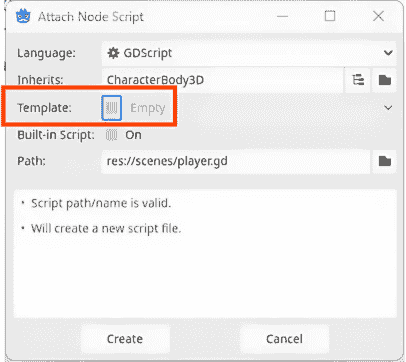 Attach Node Script
Language: GDScript
Inherits: CharacterBody3D
Template: Empty
Built-in Script: On
Path: res://scenes/player.gd
• Script path/name is valid.
• Will create a new script file.
Create Cancel